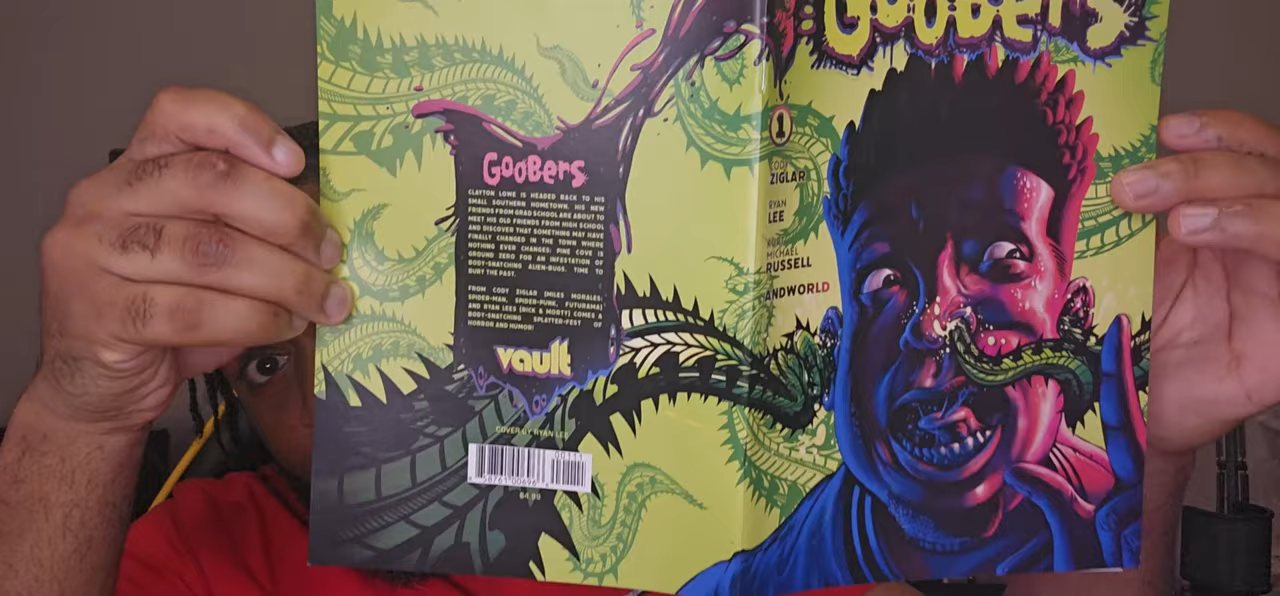 GOOBERS
CLAYTON LOWE IS HEADED BACK TO HIS
SMALL SOUTHERN HOMETOWN. HIS NEW
FRIENDS FROM GRAD SCHOOL ARE ABOUT TO
MEET HIS OLD FRIENDS FROM HIGH SCHOOL
AND DISCOVER THAT SOMETHING MAY HAVE
FINALLY CHANGED IN THE TOWN WHERE
NOTHING EVER CHANGES: PINE COVE IS
GROUND ZERO FOR AN INFESTATION OF
BODY-SNATCHING ALIEN-BUGS. TIME TO
BURY THE PAST.
FROM CODY ZIGLAR (MILES MORALES:
SPIDER-MAN, SPIDER-PUNK, FUTURAMA)
AND RYAN LEE (RICK & MORTY) COMES A
BODY-SNATCHING SPLATTER-FEST OF
HORROR AND HUMOR!
vault
COVER BY RYAN LEE
$4.99
GOOBERS
1
CODY
ZIGLAR
RYAN
LEE
MICHAEL
RUSSELL
ANDWORLD